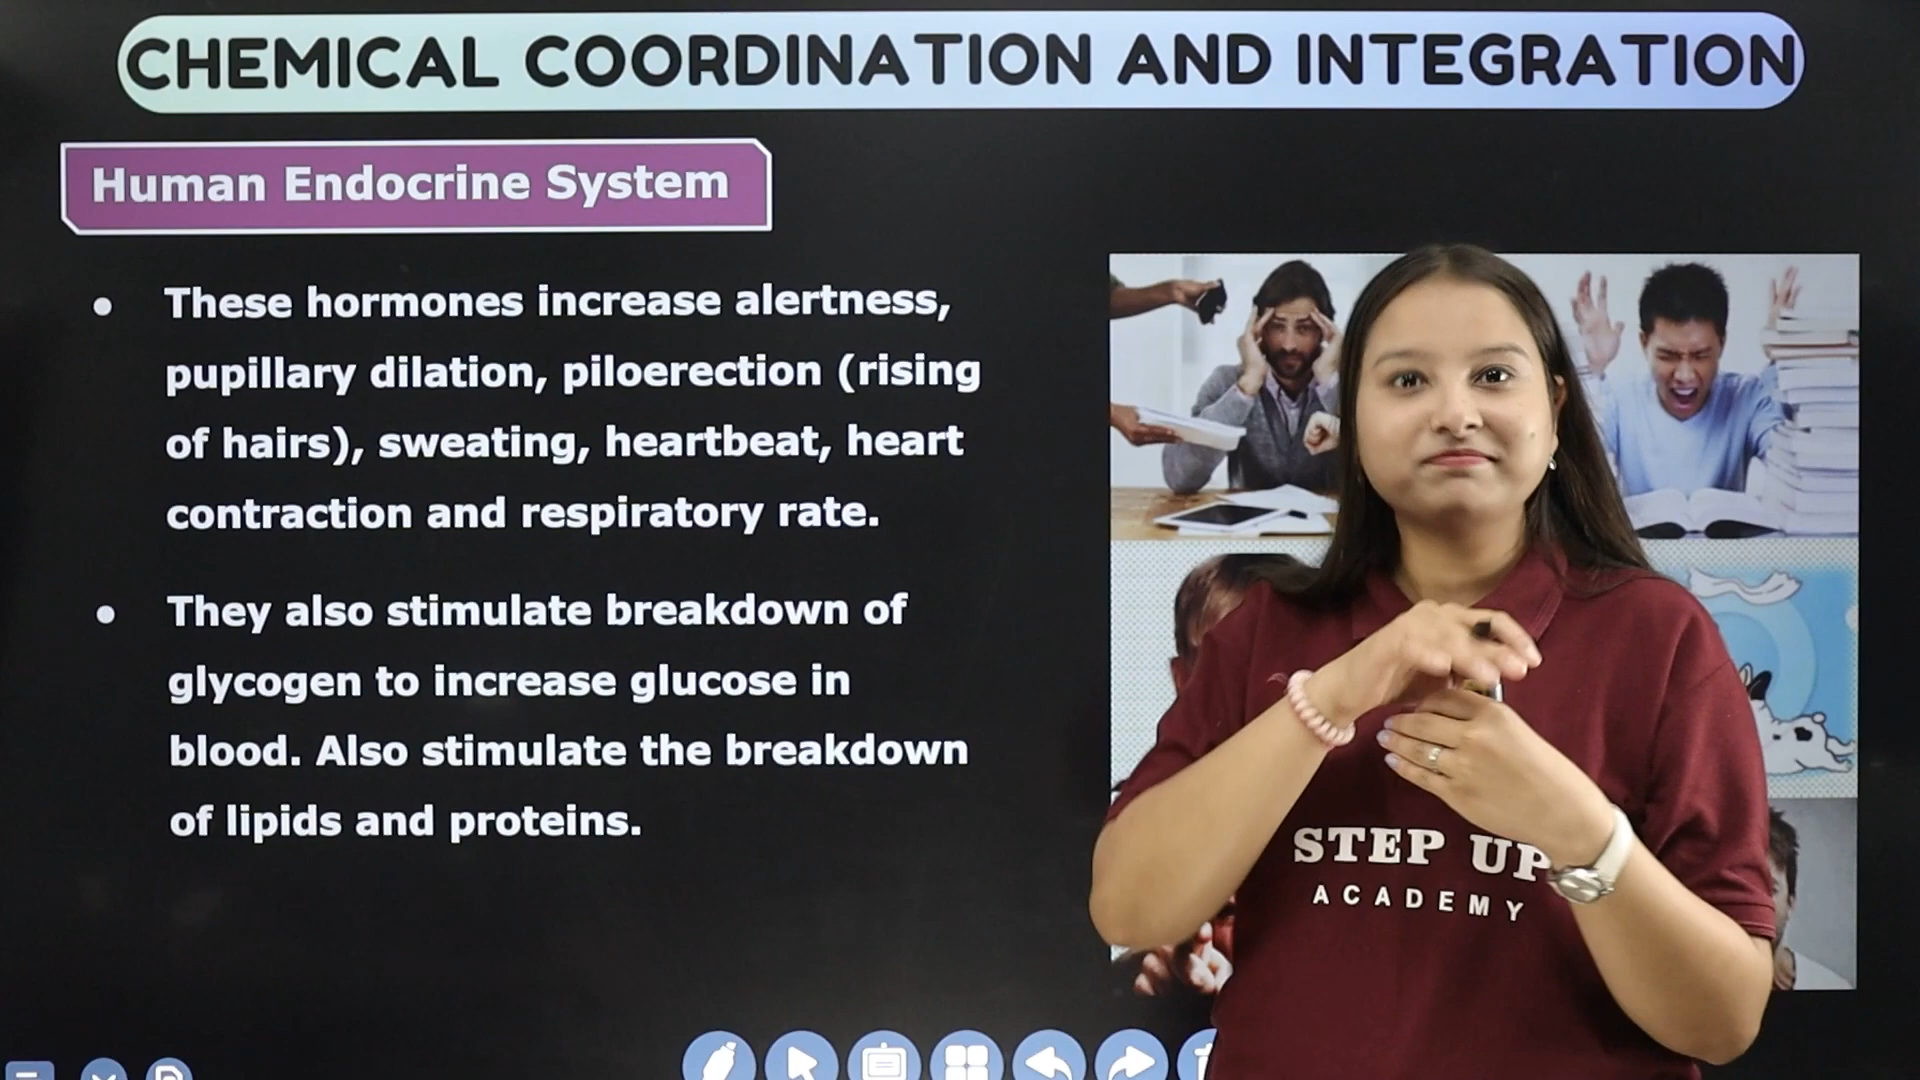 CHEMICAL COORDINATION AND INTEGRATION
Human Endocrine System
• These hormones increase alertness,
pupillary dilation, piloerection (rising
of hairs), sweating, heartbeat, heart
contraction and respiratory rate.
• They also stimulate breakdown of
glycogen to increase glucose in
blood. Also stimulate the breakdown
of lipids and proteins.
STEP UP
ACADEMY